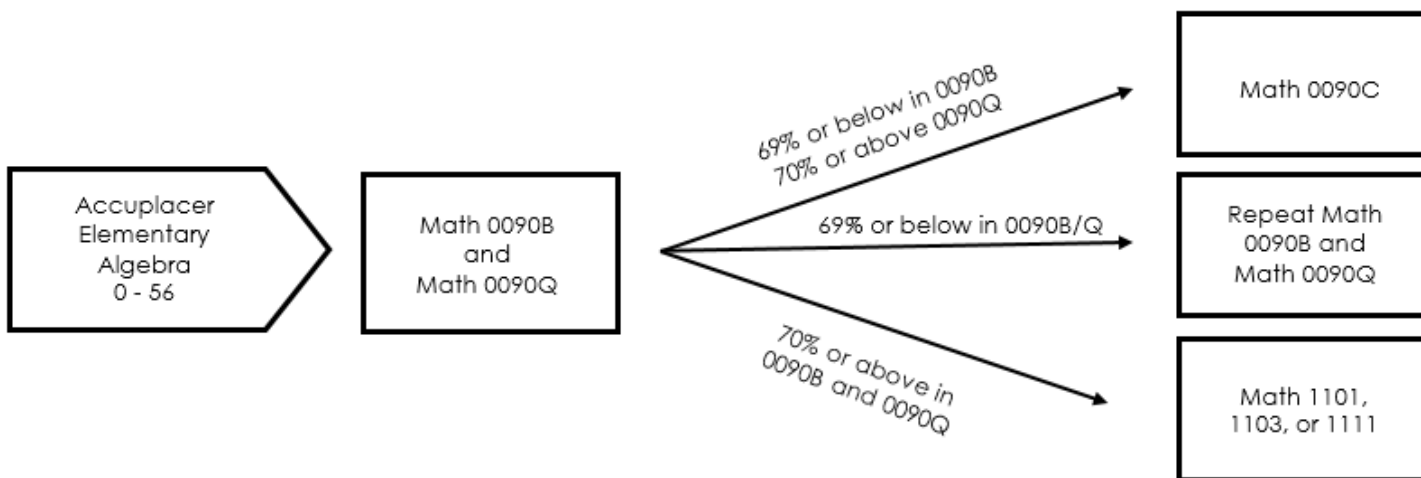 Accuplacer
Elementary
Algebra
0 - 56
Math 0090B
and
Math 0090Q
69% or below in 0090B
70% or above 0090Q
69% or below in 0090B/Q
70% or above in
0090B and 0090Q
Math 0090C
Repeat Math
0090B and
Math 0090Q
Math 1101,
1103, or 1111